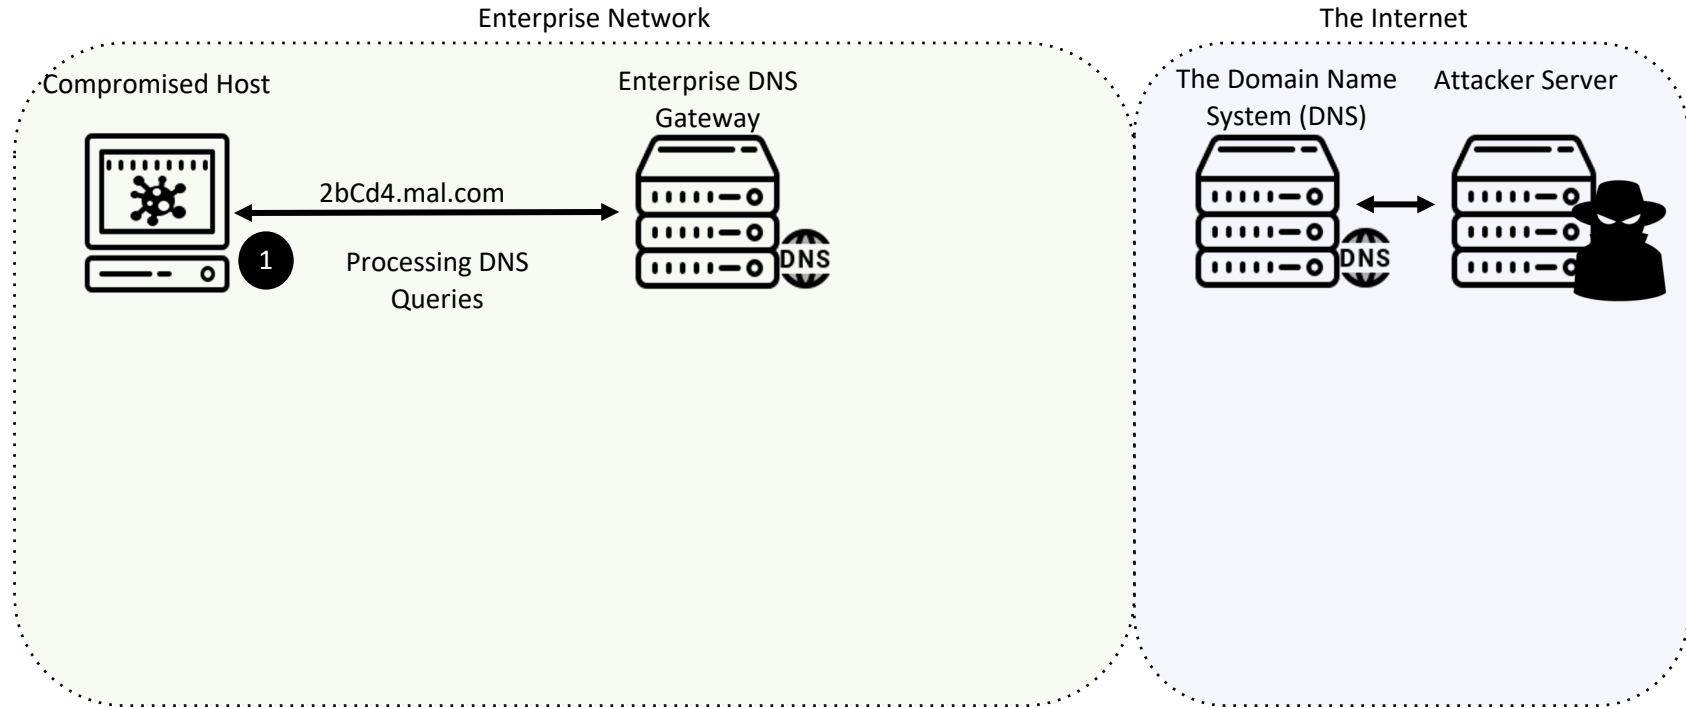 Enterprise Network
The Internet
Compromised Host
Enterprise DNS
Gateway
The Domain Name
System (DNS)
Attacker Server
2bCd4.mal.com
1
Processing DNS
Queries
DNS
DNS